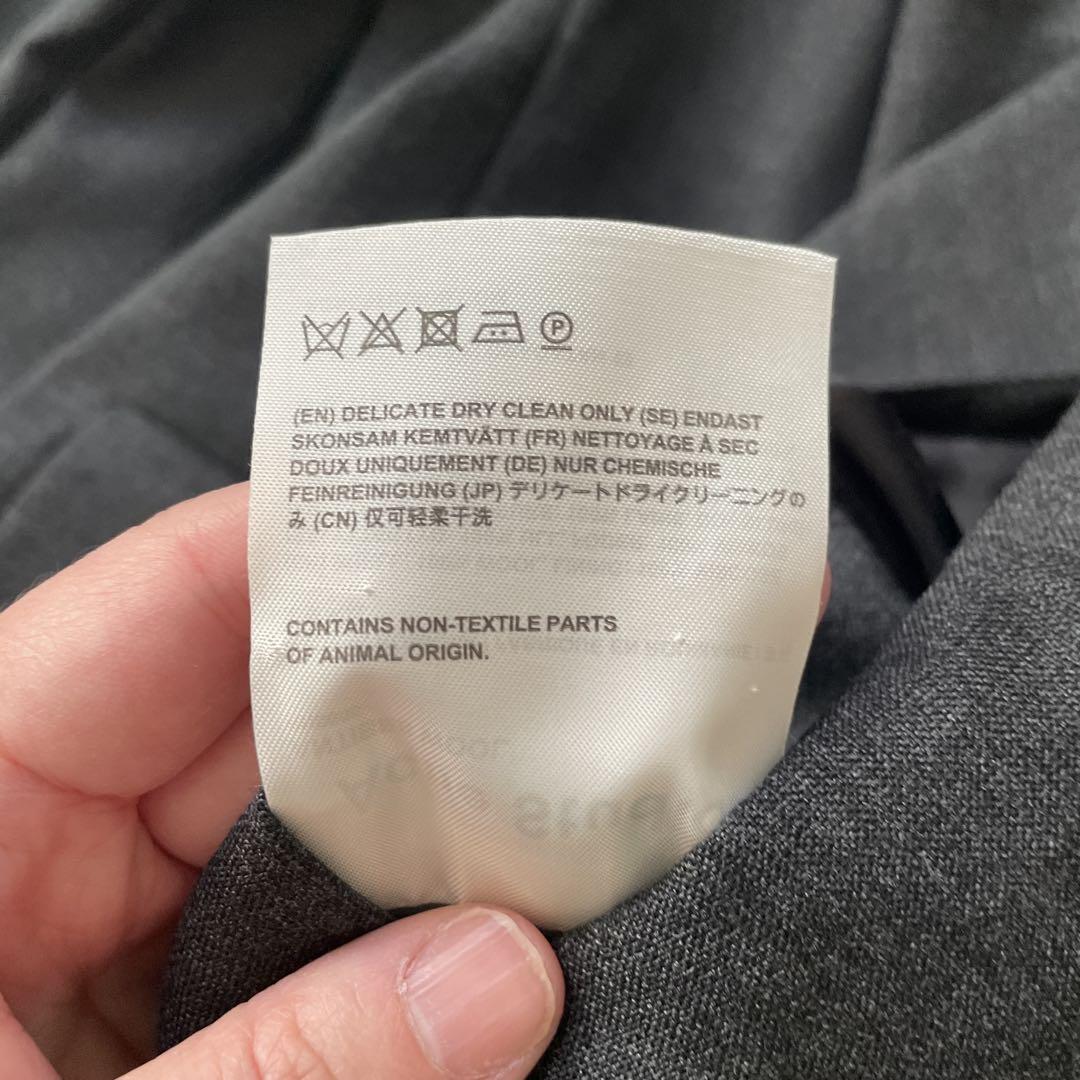 P
(EN) DELICATE DRY CLEAN ONLY (SE) ENDAST
SKONSAM KEMTVÄTT (FR) NETTOYAGE À SEC
DOUX UNIQUEMENT (DE) NUR CHEMISCHE
FEINREINIGUNG (JP) デリケートドライクリーニングの
み (CN) 仅可轻柔干洗
CONTAINS NON-TEXTILE PARTS
OF ANIMAL ORIGIN.